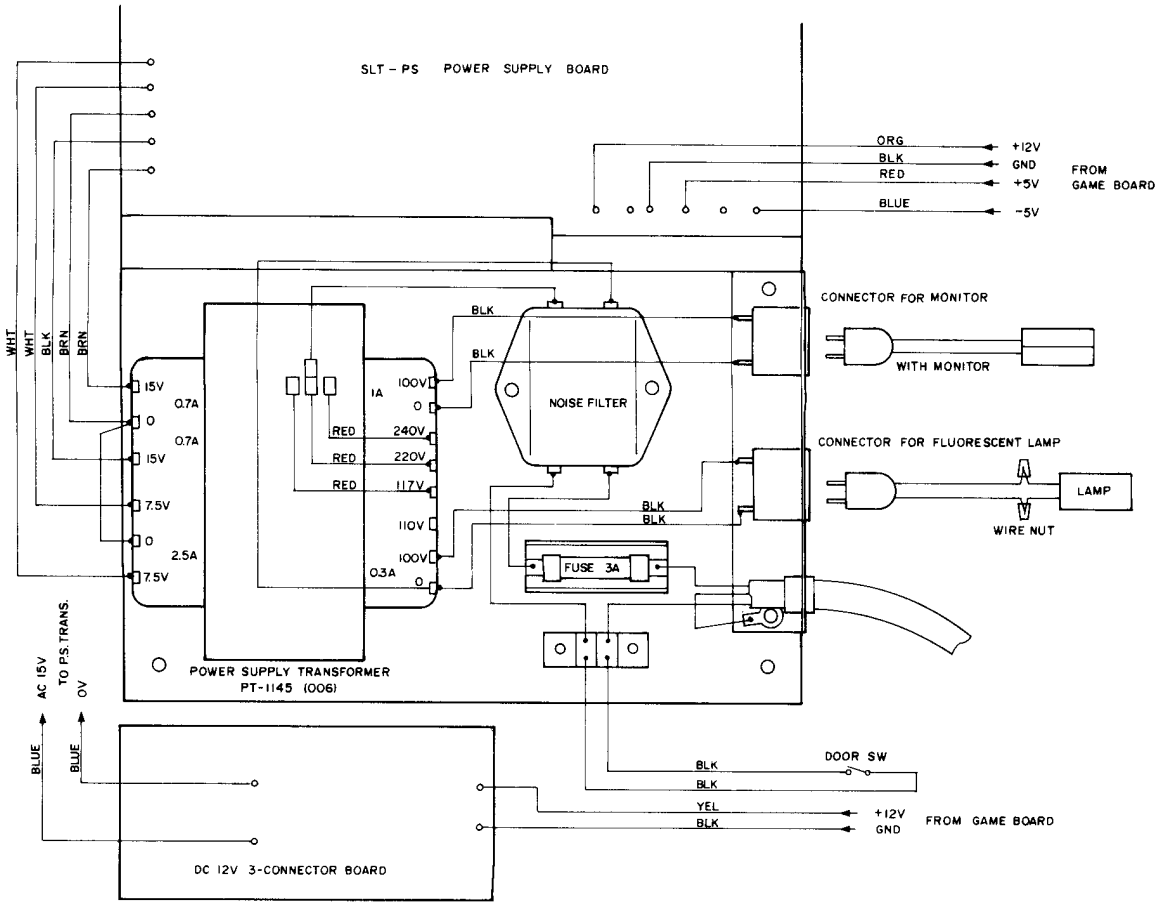 SLT-PS POWER SUPPLY BOARD
ORG
+12V
BLK
GND
RED
+5V
FROM
GAME BOARD
BLUE
-5V
WHT
WHT
BLK
BRN
BRN
CONNECTOR FOR MONITOR
WITH MONITOR
BLK
BLK
15V
0.7A
0
0.7A
15V
7.5V
0
2.5A
7.5V
1A
100V
0
RED
240V
RED
220V
RED
117V
110V
100V
0.3A
0
NOISE FILTER
BLK
BLK
CONNECTOR FOR FLUORESCENT LAMP
LAMP
WIRE NUT
FUSE 3A
POWER SUPPLY TRANSFORMER
PT-1145 (006)
AC 15V
TO P.S.TRANS.
0V
BLUE
BLUE
DOOR SW
BLK
BLK
YEL
+12V
BLK
GND
FROM GAME BOARD
DC 12V 3-CONNECTOR BOARD